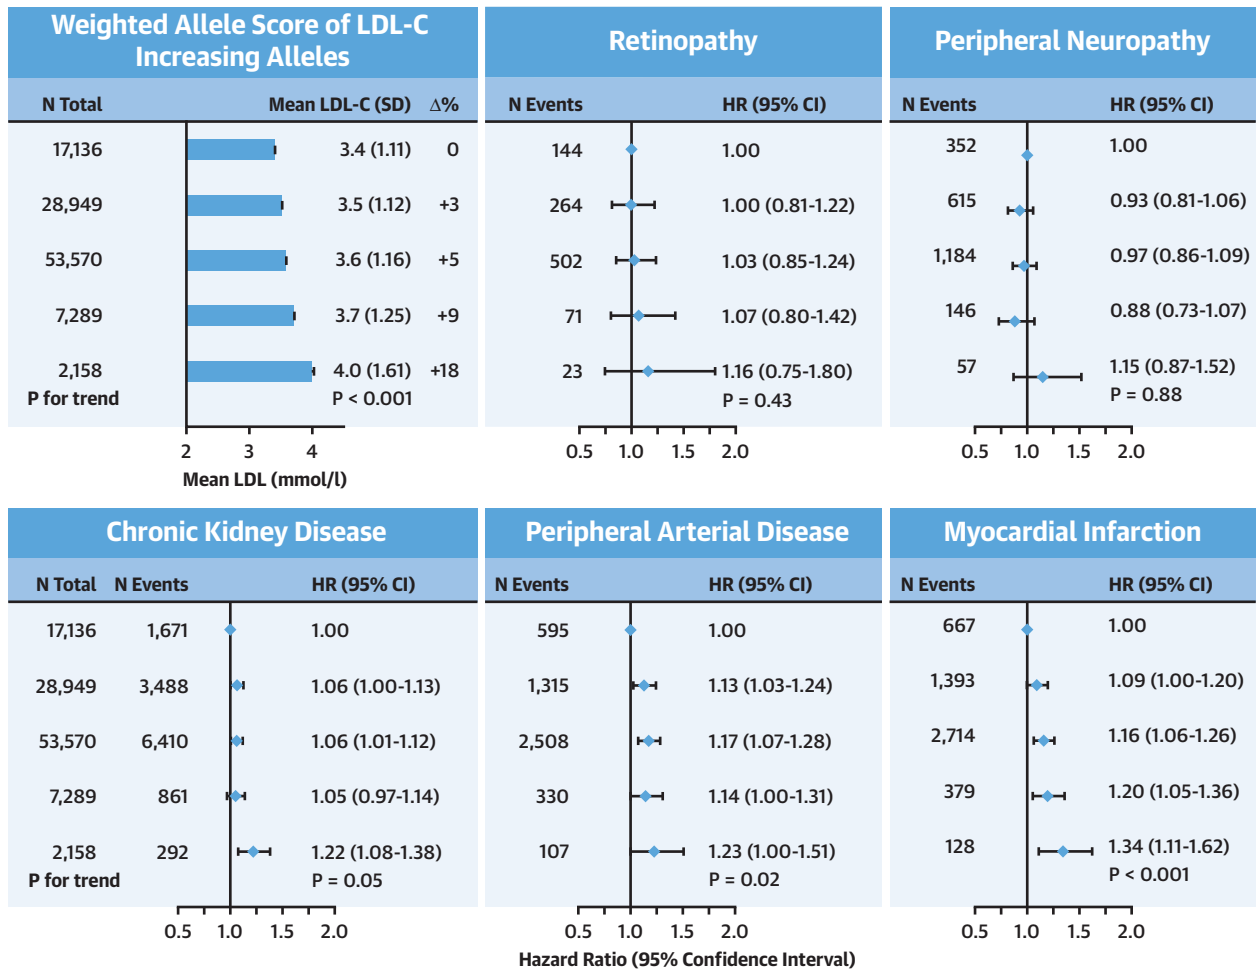 Weighted Allele Score of LDL-C
Increasing Alleles
N Total Mean LDL-C (SD) Δ%
17,136 3.4 (1.11) 0
28,949 3.5 (1.12) +3
53,570 3.6 (1.16) +5
7,289 3.7 (1.25) +9
2,158 4.0 (1.61) +18
P for trend P < 0.001
2 3 4
Mean LDL (mmol/l)
Retinopathy
N Events HR (95% CI)
144 1.00
264 1.00 (0.81-1.22)
502 1.03 (0.85-1.24)
71 1.07 (0.80-1.42)
23 1.16 (0.75-1.80)
P = 0.43
0.5 1.0 1.5 2.0
Peripheral Neuropathy
N Events HR (95% CI)
352 1.00
615 0.93 (0.81-1.06)
1,184 0.97 (0.86-1.09)
146 0.88 (0.73-1.07)
57 1.15 (0.87-1.52)
P = 0.88
0.5 1.0 1.5 2.0
Chronic Kidney Disease
N Total N Events HR (95% CI)
17,136 1,671 1.00
28,949 3,488 1.06 (1.00-1.13)
53,570 6,410 1.06 (1.01-1.12)
7,289 861 1.05 (0.97-1.14)
2,158 292 1.22 (1.08-1.38)
P for trend P = 0.05
0.5 1.0 1.5 2.0
Peripheral Arterial Disease
N Events HR (95% CI)
595 1.00
1,315 1.13 (1.03-1.24)
2,508 1.17 (1.07-1.28)
330 1.14 (1.00-1.31)
107 1.23 (1.00-1.51)
P = 0.02
0.5 1.0 1.5 2.0
Myocardial Infarction
N Events HR (95% CI)
667 1.00
1,393 1.09 (1.00-1.20)
2,714 1.16 (1.06-1.26)
379 1.20 (1.05-1.36)
128 1.34 (1.11-1.62)
P < 0.001
0.5 1.0 1.5 2.0
Hazard Ratio (95% Confidence Interval)